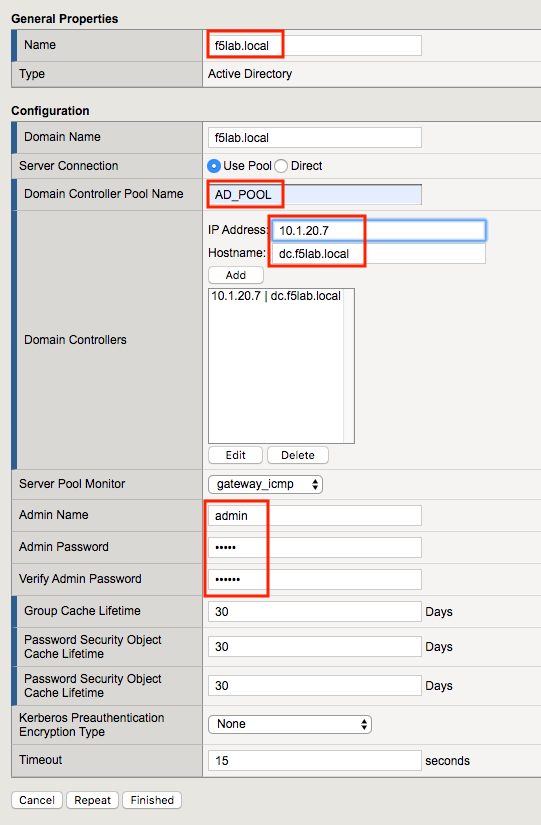 General Properties
Name
f5lab.local
Type
Active Directory
Configuration
Domain Name
f5lab.local
Server Connection
Use Pool
Direct
Domain Controller Pool Name
AD_POOL
Domain Controllers
IP Address:
10.1.20.7
Hostname:
dc.f5lab.local
Add
10.1.20.7 | dc.f5lab.local
Edit
Delete
Server Pool Monitor
gateway_icmp
Admin Name
admin
Admin Password
•••••
Verify Admin Password
••••••
Group Cache Lifetime
30
Days
Password Security Object
Cache Lifetime
30
Days
Password Security Object
Cache Lifetime
30
Days
Kerberos Preauthentication
Encryption Type
None
Timeout
15
seconds
Cancel
Repeat
Finished